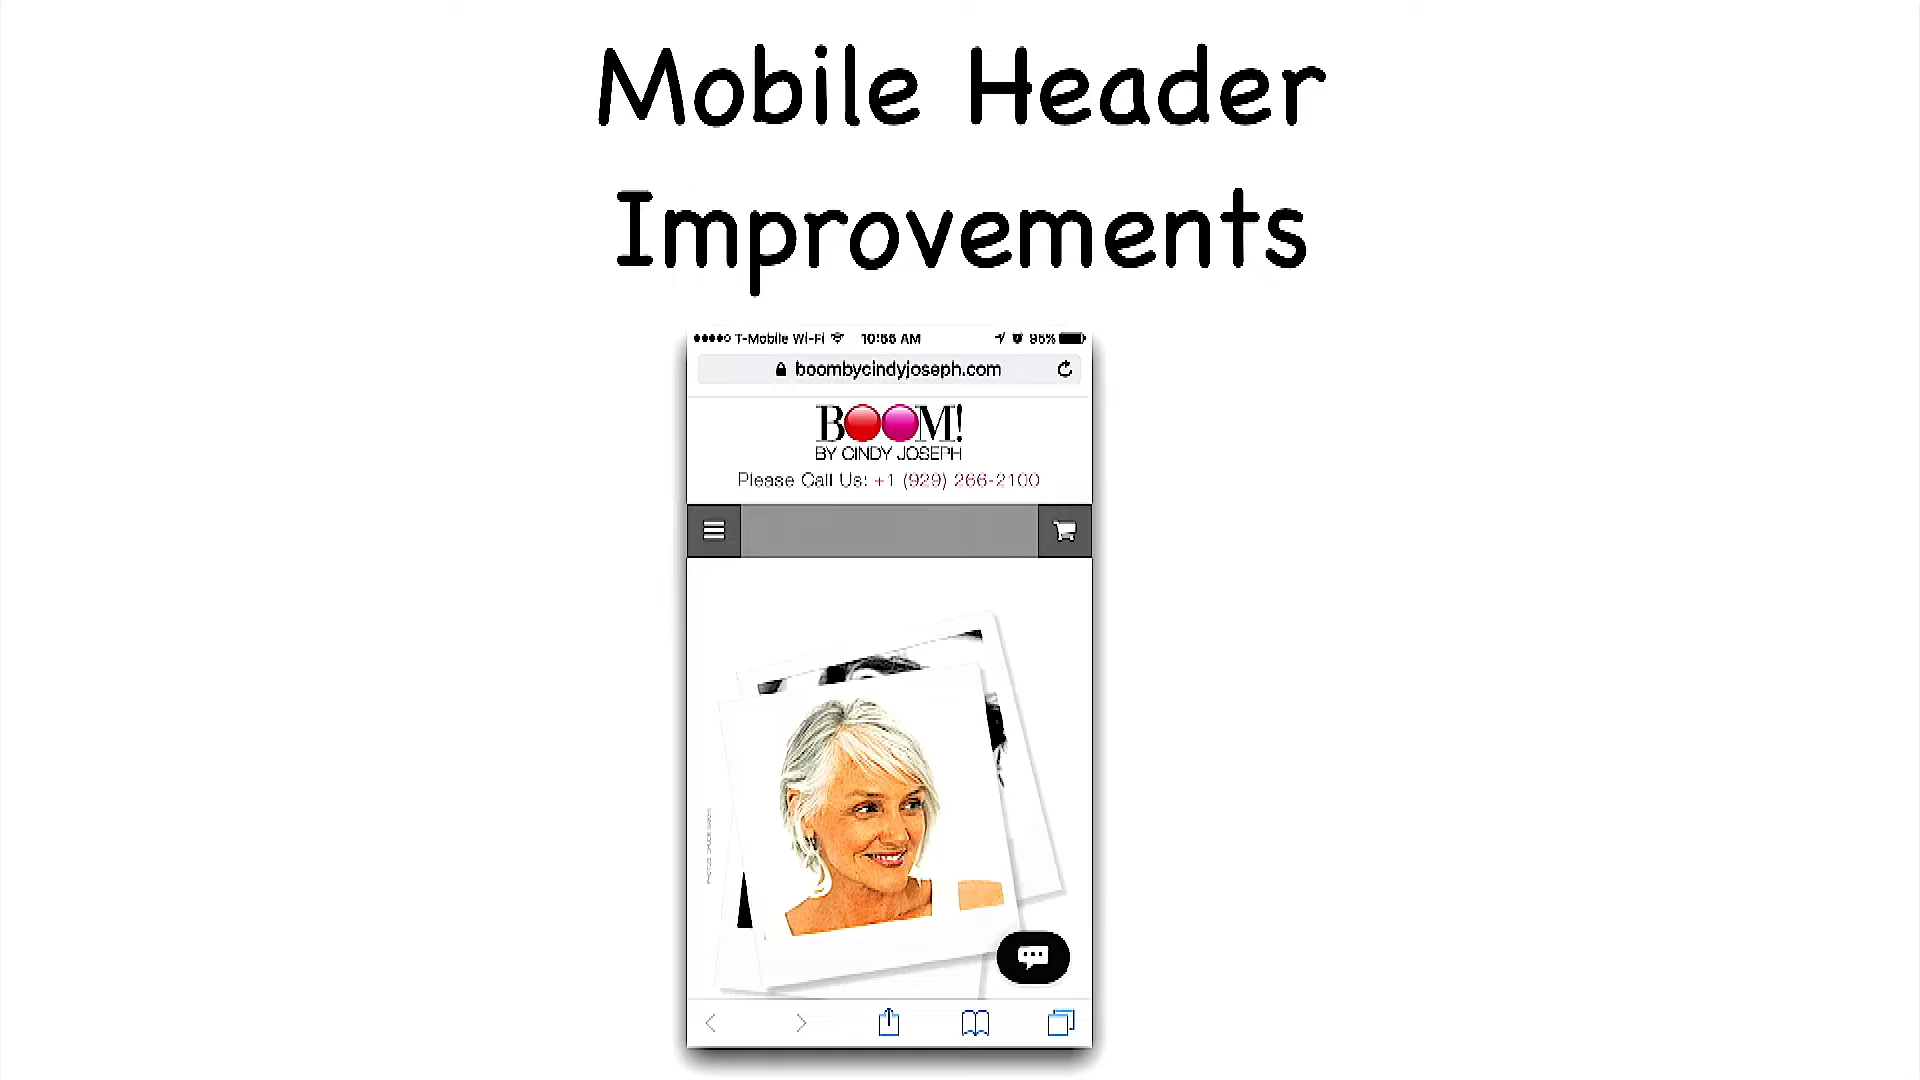 Mobile Header
Improvements
T-Mobile Wi-Fi 10:56 AM 95%
boombycindyjoseph.com
BOOM!
BY CINDY JOSEPH
Please Call Us: +1 (929) 266-2100